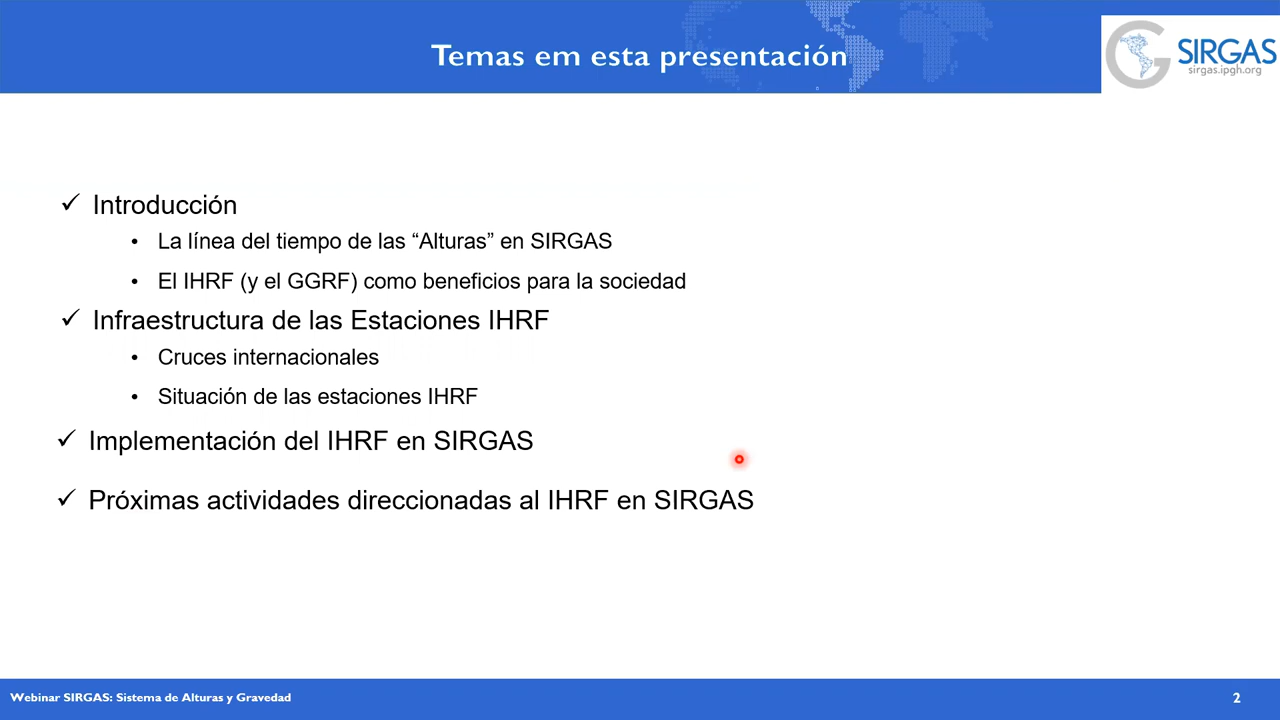 Temas em esta presentación
SIRGAS
sirgas.ipgh.org
✓ Introducción
• La línea del tiempo de las “Alturas” en SIRGAS
• El IHRF (y el GGRF) como beneficios para la sociedad
✓ Infraestructura de las Estaciones IHRF
• Cruces internacionales
• Situación de las estaciones IHRF
✓ Implementación del IHRF en SIRGAS
✓ Próximas actividades direccionadas al IHRF en SIRGAS
Webinar SIRGAS: Sistema de Alturas y Gravedad
2